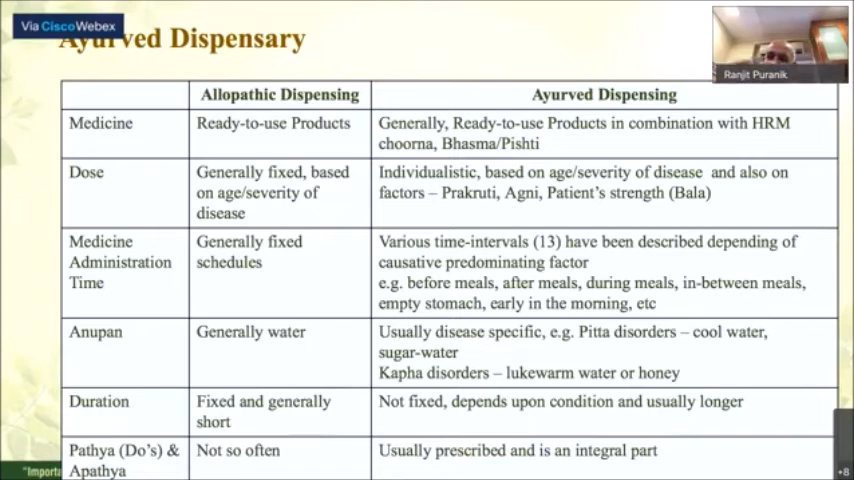 Via CiscoWebex
Ayurved Dispensary
Ranjit Puranik
Allopathic Dispensing
Ayurved Dispensing
Medicine
Ready-to-use Products
Generally, Ready-to-use Products in combination with HRM
choorna, Bhasma/Pishti
Dose
Generally fixed, based
on age/severity of
disease
Individualistic, based on age/severity of disease and also on
factors – Prakruti, Agni, Patient's strength (Bala)
Medicine
Administration
Time
Generally fixed
schedules
Various time-intervals (13) have been described depending of
causative predominating factor
e.g. before meals, after meals, during meals, in-between meals,
empty stomach, early in the morning, etc
Anupan
Generally water
Usually disease specific, e.g. Pitta disorders – cool water,
sugar-water
Kapha disorders – lukewarm water or honey
Duration
Fixed and generally
short
Not fixed, depends upon condition and usually longer
Pathya (Do's) &
Apathya
Not so often
Usually prescribed and is an integral part
"Importa
+8